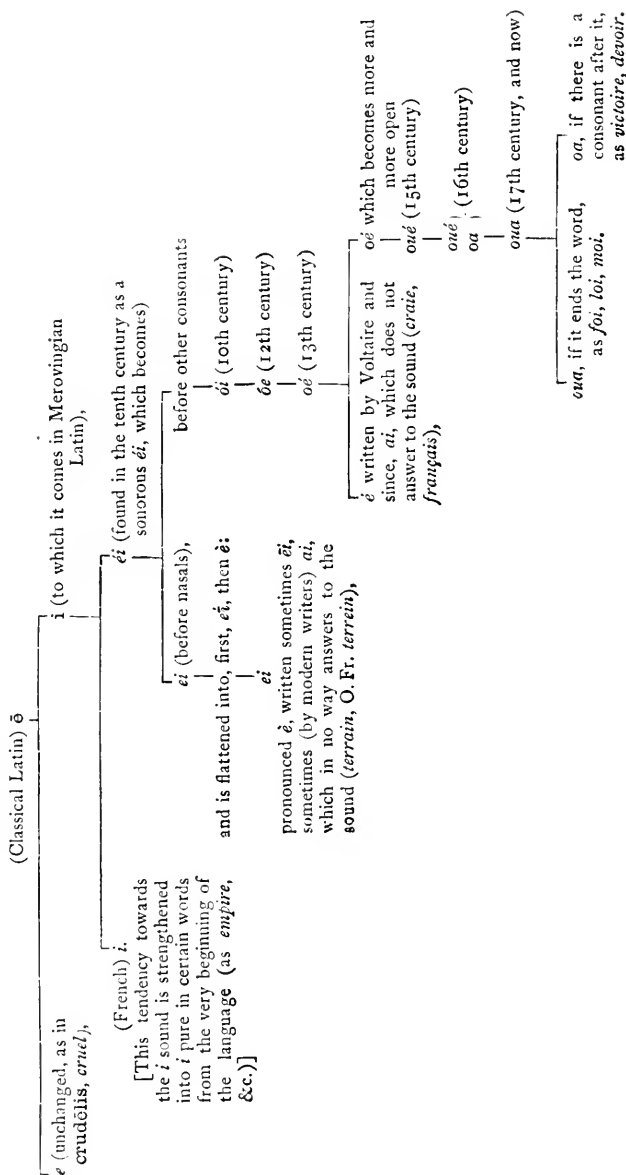 (Classical Latin) ē
e (unchanged, as in
crudēlis, cruel),
i (to which it comes in Merovingian
Latin),
(French) i.
[This tendency towards
the i sound is strengthened
into i pure in certain words
from the very beginning of
the language (as empire,
&c.)]
éi (found in the tenth century as a
sonorous éi, which becomes)
ei (before nasals),
and is flattened into, first, eī, then è:
ei
pronounced è, written sometimes ēi,
sometimes (by modern writers) ai,
which in no way answers to the
sound (terrain, O. Fr. terrein),
before other consonants
ói (10th century)
ōe (12th century)
oé (13th century)
é written by Voltaire and
since, ai, which does not
answer to the sound (craie,
français),
oé which becomes more and
more open
oué (15th century)
oué
oa } (16th century)
oua (17th century, and now)
oua, if it ends the word,
as foi, loi, moi.
oa, if there is a
consonant after it,
as victoire, devoir.